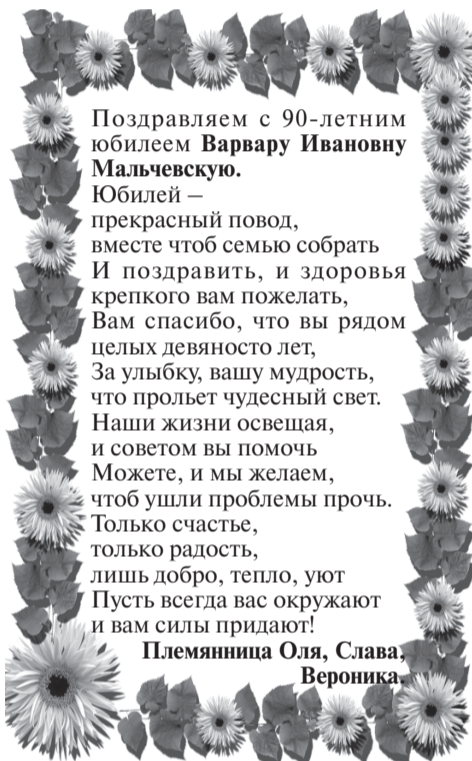 Поздравляем с 90-летним
юбилеем Варвару Ивановну
Мальчевскую.
Юбилей –
прекрасный повод,
вместе чтоб семью собрать
И поздравить, и здоровья
крепкого вам пожелать,
Вам спасибо, что вы рядом
целых девяносто лет,
За улыбку, вашу мудрость,
что прольет чудесный свет.
Наши жизни освещая,
и советом вы помочь
Можете, и мы желаем,
чтоб ушли проблемы прочь.
Только счастье,
только радость,
лишь добро, тепло, уют
Пусть всегда вас окружают
и вам силы придают!
Племянница Оля, Слава,
Вероника.